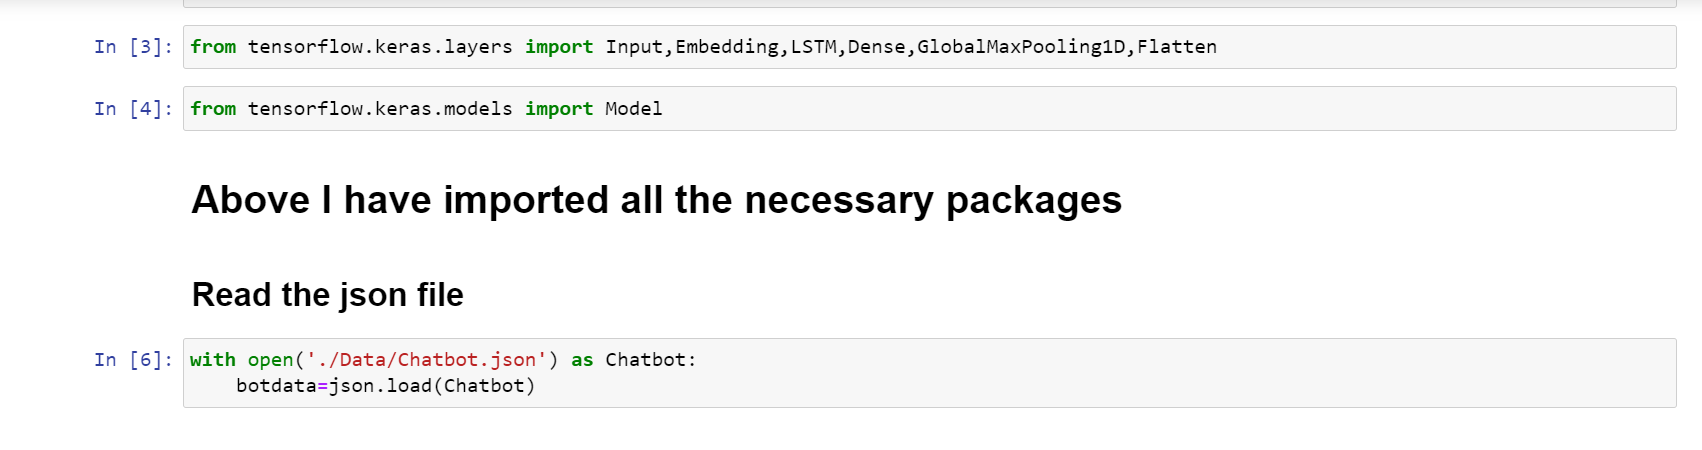 In [3]: from tensorflow.keras.layers import Input,Embedding,LSTM,Dense,GlobalMaxPooling1D,Flatten
In [4]: from tensorflow.keras.models import Model
Above I have imported all the necessary packages
Read the json file
In [6]: with open('./Data/Chatbot.json') as Chatbot:
    botdata=json.load(Chatbot)